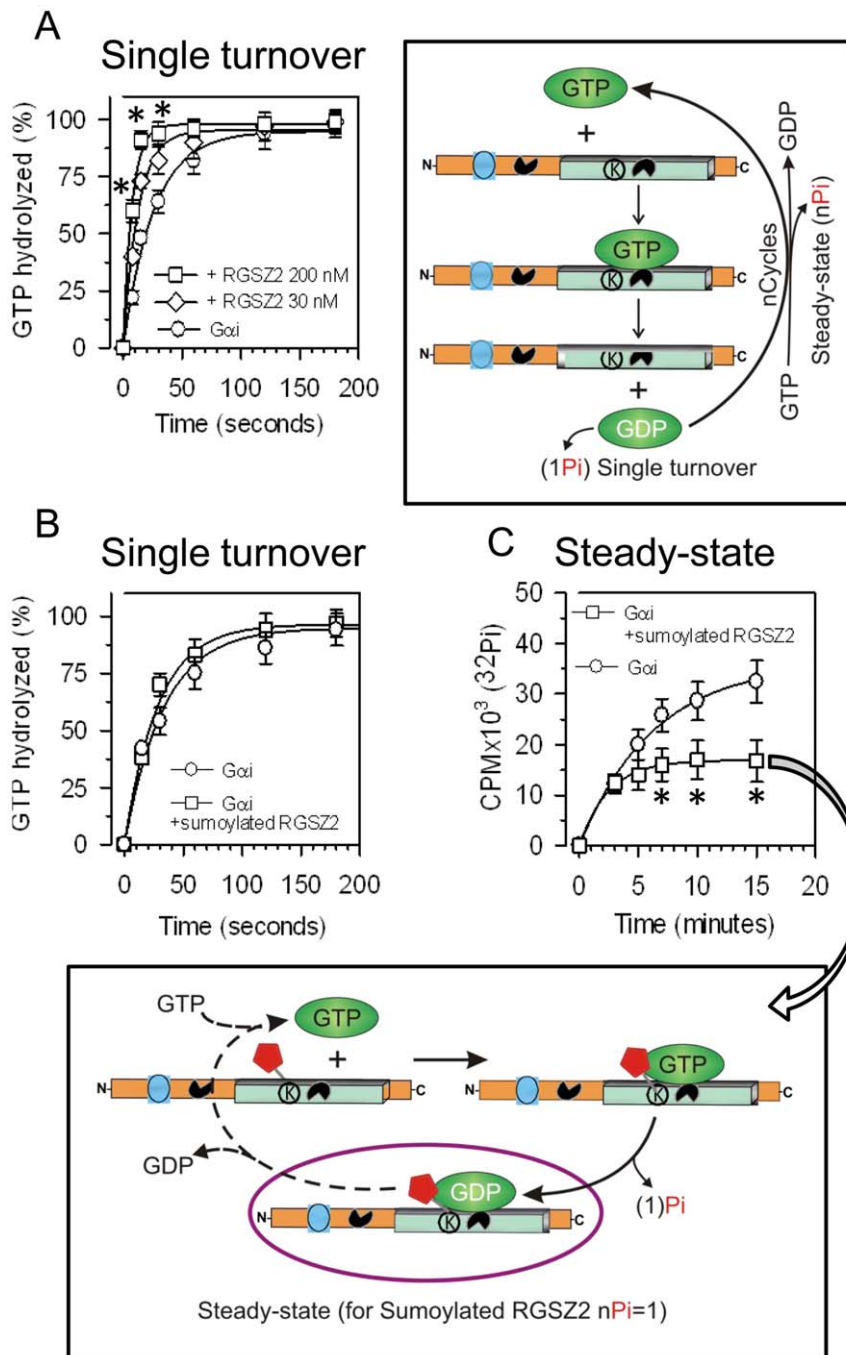 A
Single turnover
GTP hydrolyzed (%)
100
75
50
25
0
* * *
+ RGSZ2 200 nM
+ RGSZ2 30 nM
Gαi
0 50 100 150 200
Time (seconds)
GTP
+
N K C
GTP
N K C
N K C
+
GDP
(1Pi) Single turnover
nCycles
GTP
GDP
Steady-state (nPi)
B
Single turnover
GTP hydrolyzed (%)
100
75
50
25
0
Gαi
Gαi
+sumoylated RGSZ2
0 50 100 150 200
Time (seconds)
C
Steady-state
CPMx10³ (³²Pi)
50
40
30
20
10
0
Gαi
+sumoylated RGSZ2
Gαi
* * *
0 5 10 15 20
Time (minutes)
GTP
GTP
+
N K C
GTP
N K C
GDP
GDP
(1)Pi
N K C
Steady-state (for Sumoylated RGSZ2 nPi=1)